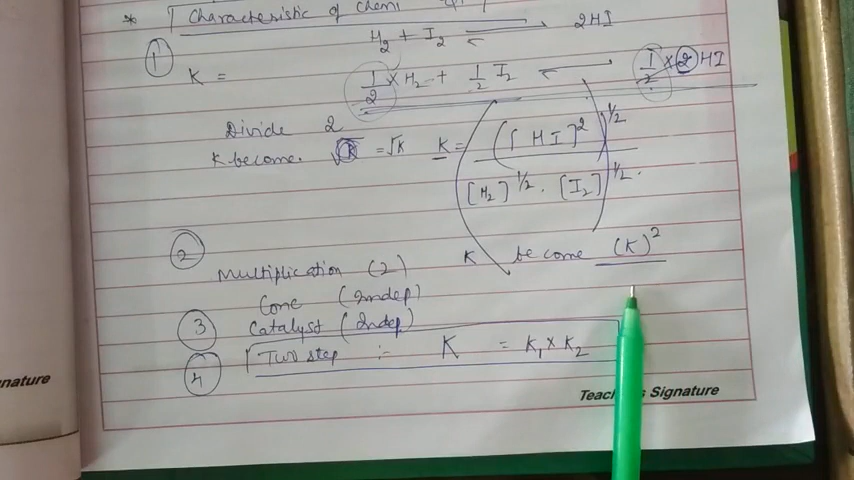 * Characteristic of chemi
① H₂ + I₂ ⇌ 2HI
K = 1/2 × H₂ + 1/2 I₂ ⇌ 1/2 × 2 HI
Divide 2
K become. √K = √K K = ([HI]²)^1/2 / [H₂]^1/2 . [I₂]^1/2.
② Multiplication (2) K become (K)²
Conc (Indep)
③ Catalyst (Indep)
④ Two step :- K = K₁ × K₂
nature
Signature